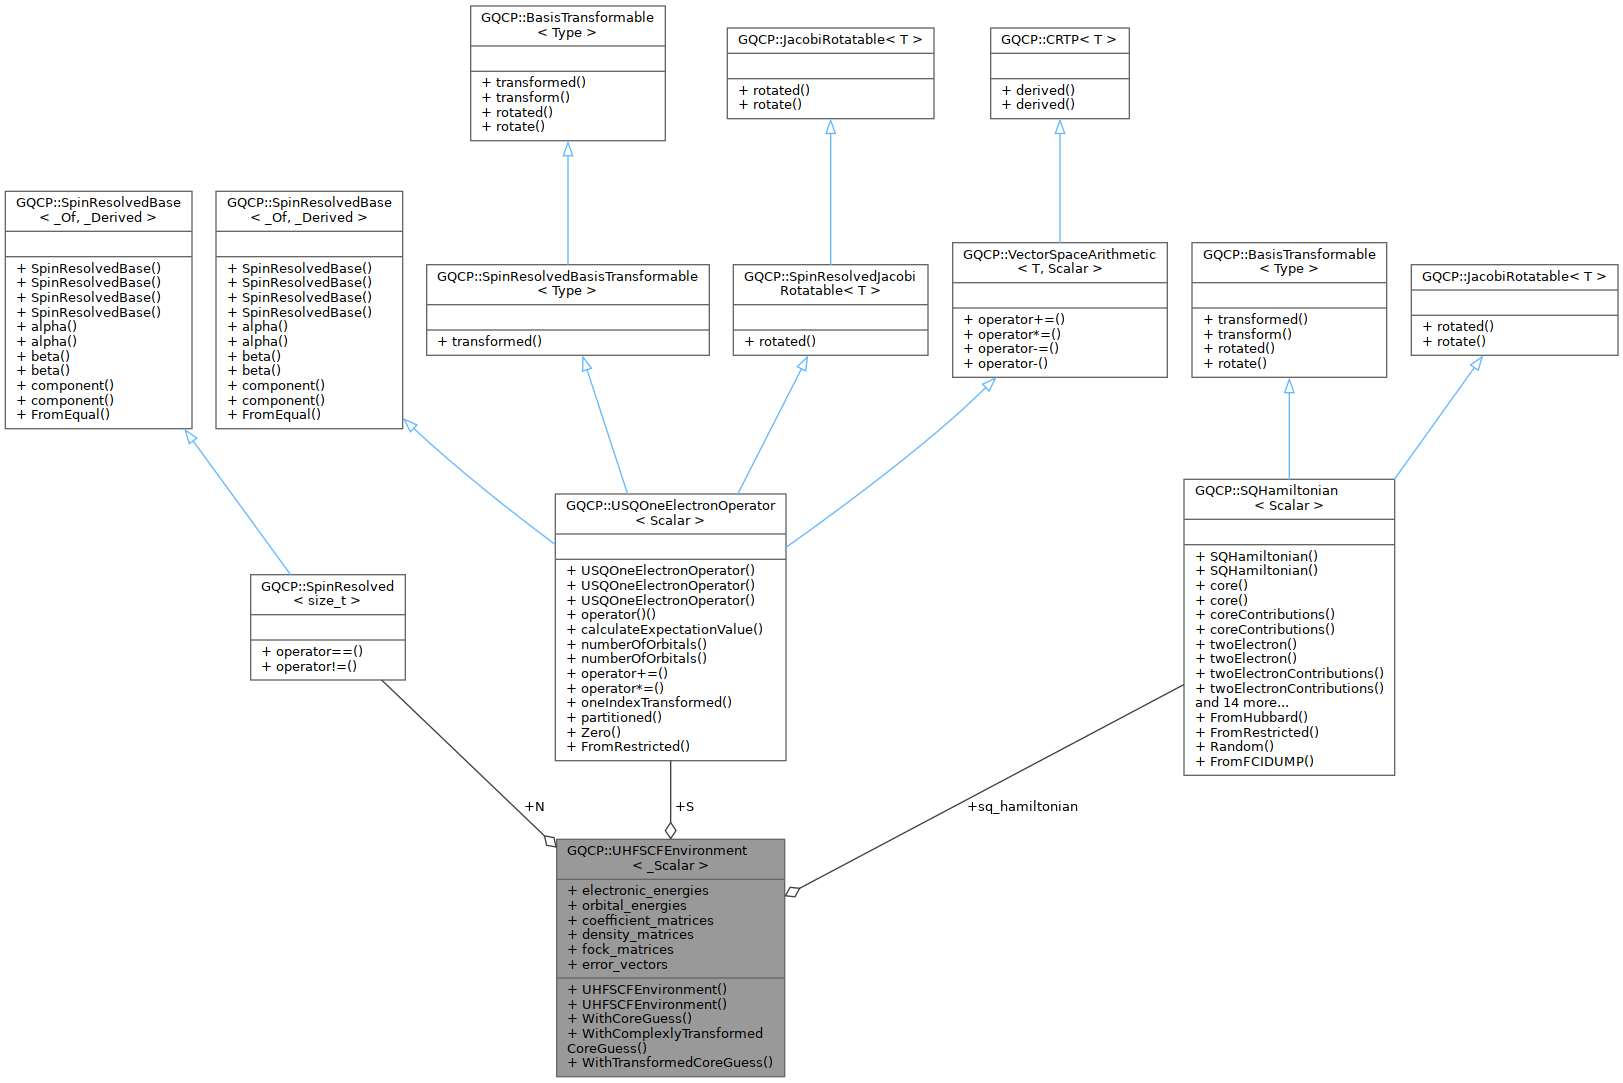 GQCP::BasisTransformable
< Type >
+ transformed()
+ transform()
+ rotated()
+ rotate()
GQCP::JacobiRotatable< T >
+ rotated()
+ rotate()
GQCP::CRTP< T >
+ derived()
+ derived()
GQCP::SpinResolvedBase
< _Of, _Derived >
+ SpinResolvedBase()
+ SpinResolvedBase()
+ SpinResolvedBase()
+ SpinResolvedBase()
+ alpha()
+ alpha()
+ beta()
+ beta()
+ component()
+ component()
+ FromEqual()
GQCP::SpinResolvedBase
< _Of, _Derived >
+ SpinResolvedBase()
+ SpinResolvedBase()
+ SpinResolvedBase()
+ SpinResolvedBase()
+ alpha()
+ alpha()
+ beta()
+ beta()
+ component()
+ component()
+ FromEqual()
GQCP::SpinResolvedBasisTransformable
< Type >
+ transformed()
GQCP::SpinResolvedJacobi
Rotatable< T >
+ rotated()
GQCP::VectorSpaceArithmetic
< T, Scalar >
+ operator+=()
+ operator*=()
+ operator-=()
+ operator-()
GQCP::BasisTransformable
< Type >
+ transformed()
+ transform()
+ rotated()
+ rotate()
GQCP::JacobiRotatable< T >
+ rotated()
+ rotate()
GQCP::SpinResolved
< size_t >
+ operator==()
+ operator!=()
GQCP::USQOneElectronOperator
< Scalar >
+ USQOneElectronOperator()
+ USQOneElectronOperator()
+ USQOneElectronOperator()
+ operator()()
+ calculateExpectationValue()
+ numberOfOrbitals()
+ numberOfOrbitals()
+ operator+=()
+ operator*=()
+ oneIndexTransformed()
+ partitioned()
+ Zero()
+ FromRestricted()
GQCP::SQHamiltonian
< Scalar >
+ SQHamiltonian()
+ SQHamiltonian()
+ core()
+ core()
+ coreContributions()
+ coreContributions()
+ twoElectron()
+ twoElectron()
+ twoElectronContributions()
+ twoElectronContributions()
and 14 more...
+ FromHubbard()
+ FromRestricted()
+ Random()
+ FromFCIDUMP()
+N
+S
+sq_hamiltonian
GQCP::UHFSCFEnvironment
< _Scalar >
+ electronic_energies
+ orbital_energies
+ coefficient_matrices
+ density_matrices
+ fock_matrices
+ error_vectors
+ UHFSCFEnvironment()
+ UHFSCFEnvironment()
+ WithCoreGuess()
+ WithComplexlyTransformed
CoreGuess()
+ WithTransformedCoreGuess()